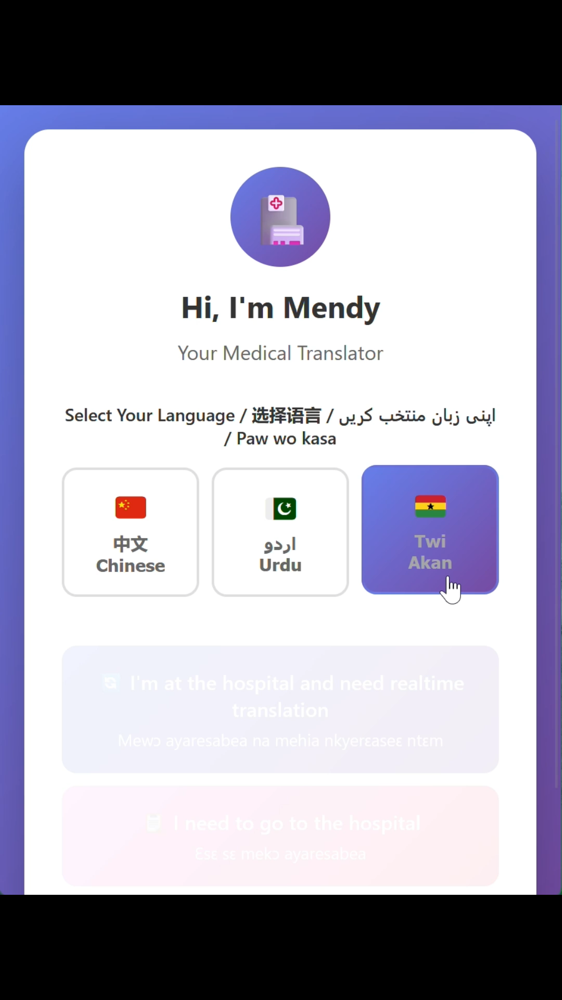 Hi, I'm Mendy
Your Medical Translator
Select Your Language / 选择语言 / اپنی زبان منتخب کریں
/ Paw wo kasa
中文
Chinese
اردو
Urdu
Twi
Akan
I'm at the hospital and need realtime
translation
Mewɔ ayaresabea na mehia nkyerɛaseɛ ntɛm
I need to go to the hospital
Ɛsɛ sɛ mekɔ ayaresabea